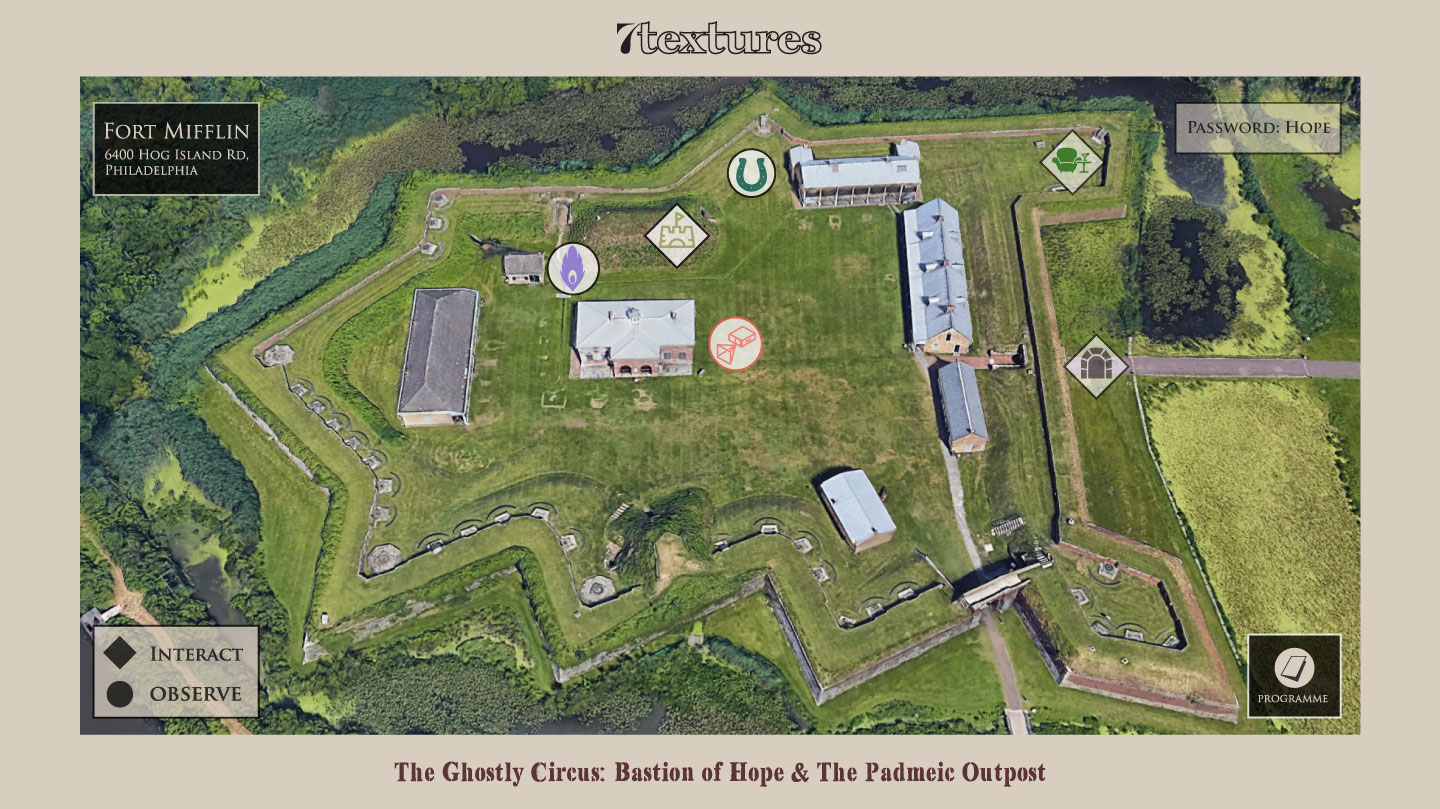 7textures
Fort Mifflin
6400 Hog Island Rd,
Philadelphia
Password: Hope
Interact
observe
programme
The Ghostly Circus: Bastion of Hope & The Padmeic Outpost